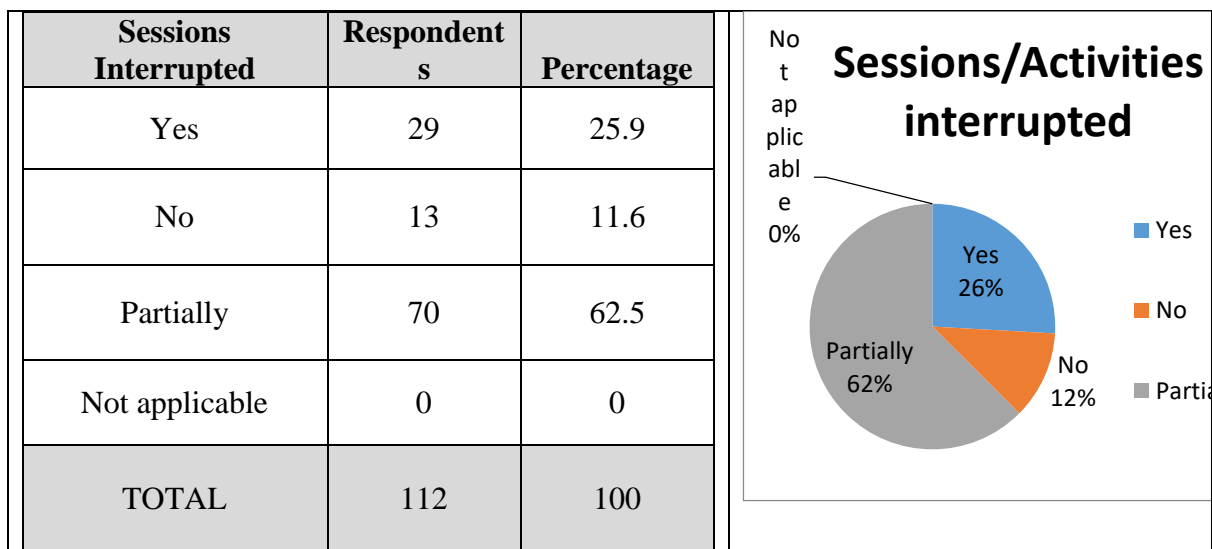 Sessions Respondent
Interrupted s Percentage
Yes 29 25.9
No 13 11.6
Partially 70 62.5
Not applicable 0 0
TOTAL 112 100
No
t
ap
plic
abl
e
0%
Sessions/Activities
interrupted
Yes
26%
No
12%
Partially
62%
Yes
No
Partia